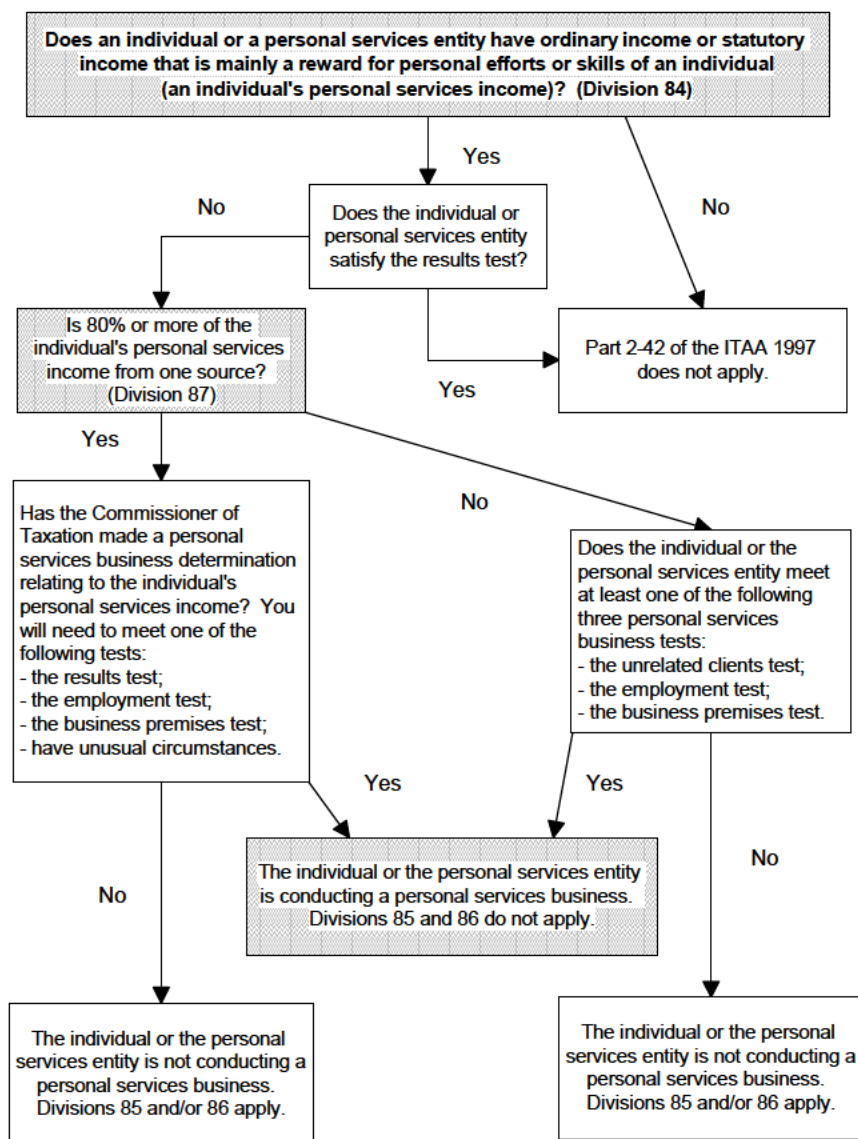 Does an individual or a personal services entity have ordinary income or statutory
income that is mainly a reward for personal efforts or skills of an individual
(an individual's personal services income)? (Division 84)
Yes
No
No
Does the individual or
personal services entity
satisfy the results test?
Is 80% or more of the
individual's personal services
income from one source?
(Division 87)
Part 2-42 of the ITAA 1997
does not apply.
Yes
Yes
No
Has the Commissioner of
Taxation made a personal
services business determination
relating to the individual's
personal services income? You
will need to meet one of the
following tests:
- the results test;
- the employment test;
- the business premises test;
- have unusual circumstances.
Does the individual or the
personal services entity meet
at least one of the following
three personal services
business tests:
- the unrelated clients test;
- the employment test;
- the business premises test.
Yes
Yes
No
No
The individual or the personal services entity
is conducting a personal services business.
Divisions 85 and 86 do not apply.
The individual or the personal
services entity is not conducting a
personal services business.
Divisions 85 and/or 86 apply.
The individual or the personal
services entity is not conducting a
personal services business.
Divisions 85 and/or 86 apply.